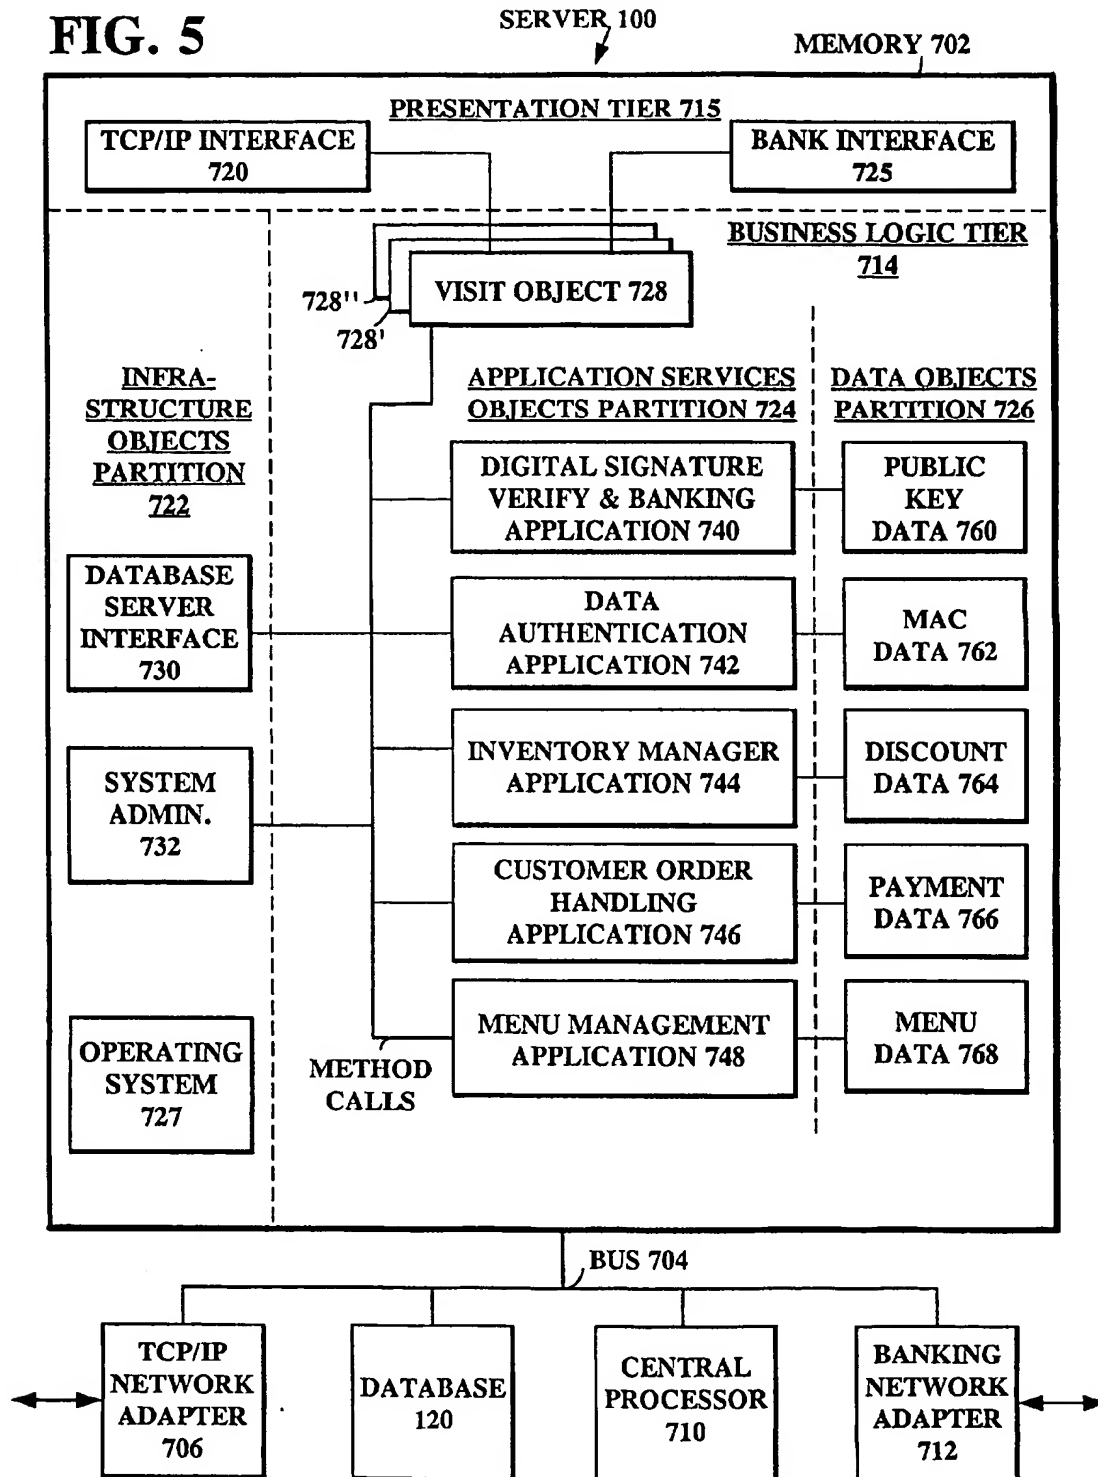 FIG. 5
SERVER 100
MEMORY 702
PRESENTATION TIER 715
TCP/IP INTERFACE
720
BANK INTERFACE
725
BUSINESS LOGIC TIER
714
VISIT OBJECT 728
728''
728'
INFRA-
STRUCTURE
OBJECTS
PARTITION
722
APPLICATION SERVICES
OBJECTS PARTITION 724
DATA OBJECTS
PARTITION 726
DIGITAL SIGNATURE
VERIFY & BANKING
APPLICATION 740
PUBLIC
KEY
DATA 760
DATABASE
SERVER
INTERFACE
730
DATA
AUTHENTICATION
APPLICATION 742
MAC
DATA 762
SYSTEM
ADMIN.
732
INVENTORY MANAGER
APPLICATION 744
DISCOUNT
DATA 764
CUSTOMER ORDER
HANDLING
APPLICATION 746
PAYMENT
DATA 766
OPERATING
SYSTEM
727
METHOD
CALLS
MENU MANAGEMENT
APPLICATION 748
MENU
DATA 768
BUS 704
TCP/IP
NETWORK
ADAPTER
706
DATABASE
120
CENTRAL
PROCESSOR
710
BANKING
NETWORK
ADAPTER
712